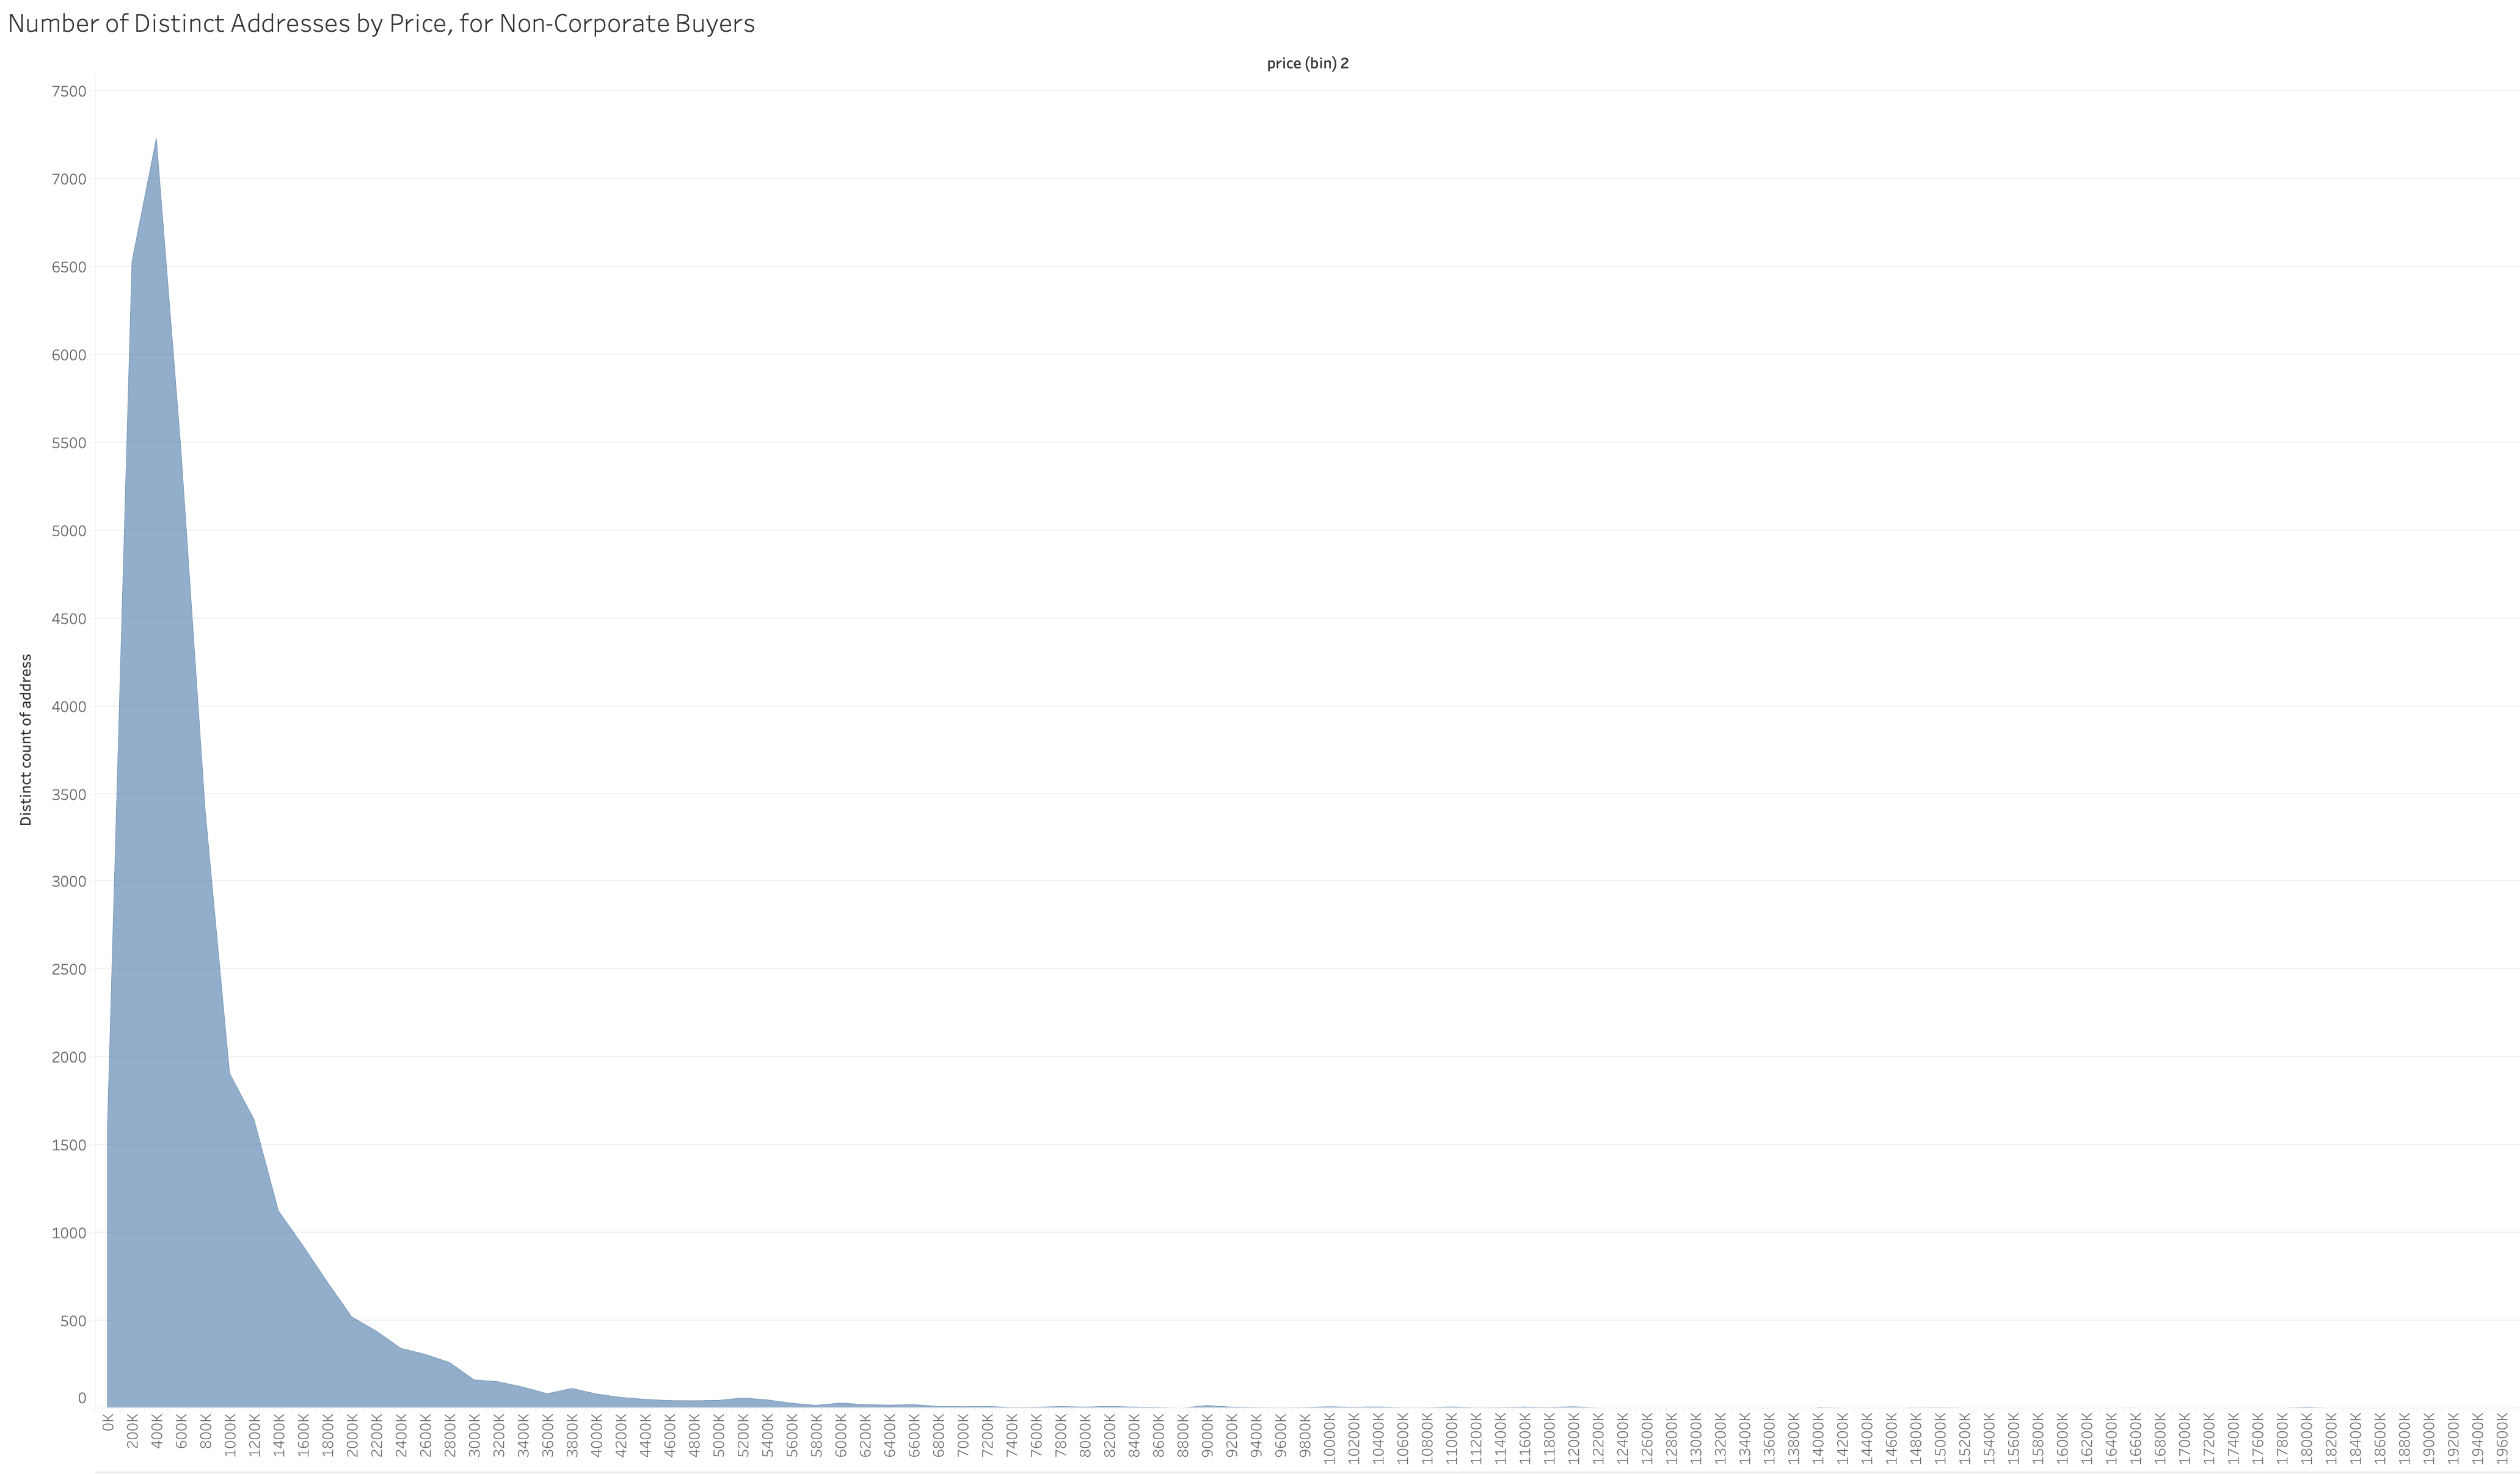 Number of Distinct Addresses by Price, for Non-Corporate Buyers
price (bin) 2
Distinct count of address
7500
7000
6500
6000
5500
5000
4500
4000
3500
3000
2500
2000
1500
1000
500
0
0K
200K
400K
600K
800K
1000K
1200K
1400K
1600K
1800K
2000K
2200K
2400K
2600K
2800K
3000K
3200K
3400K
3600K
3800K
4000K
4200K
4400K
4600K
4800K
5000K
5200K
5400K
5600K
5800K
6000K
6200K
6400K
6600K
6800K
7000K
7200K
7400K
7600K
7800K
8000K
8200K
8400K
8600K
8800K
9000K
9200K
9400K
9600K
9800K
10000K
10200K
10400K
10600K
10800K
11000K
11200K
11400K
11600K
11800K
12000K
12200K
12400K
12600K
12800K
13000K
13200K
13400K
13600K
13800K
14000K
14200K
14400K
14600K
14800K
15000K
15200K
15400K
15600K
15800K
16000K
16200K
16400K
16600K
16800K
17000K
17200K
17400K
17600K
17800K
18000K
18200K
18400K
18600K
18800K
19000K
19200K
19400K
19600K